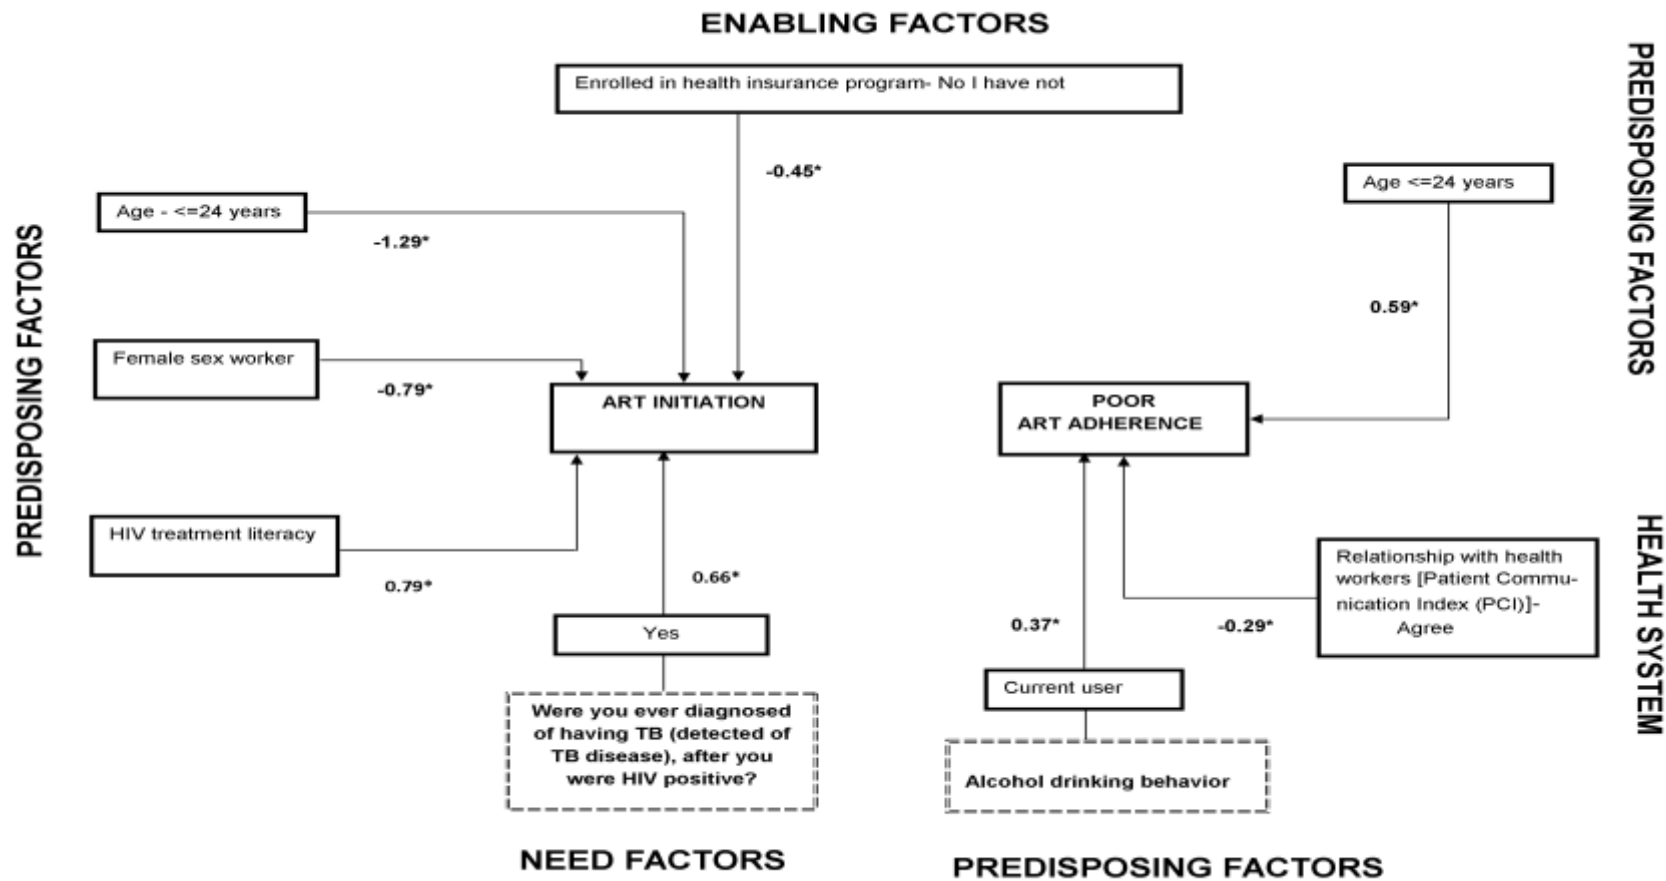 ENABLING FACTORS
Enrolled in health insurance program- No I have not
-0.45*
PREDISPOSING FACTORS
Age - <=24 years
-1.29*
Female sex worker
-0.79*
HIV treatment literacy
0.79*
ART INITIATION
0.66*
Yes
Were you ever diagnosed
of having TB (detected of
TB disease), after you
were HIV positive?
NEED FACTORS
PREDISPOSING FACTORS
Age <=24 years
0.59*
POOR
ART ADHERENCE
HEALTH SYSTEM
Relationship with health
workers [Patient Commu-
nication Index (PCI)]-
Agree
-0.29*
0.37*
Current user
Alcohol drinking behavior
PREDISPOSING FACTORS